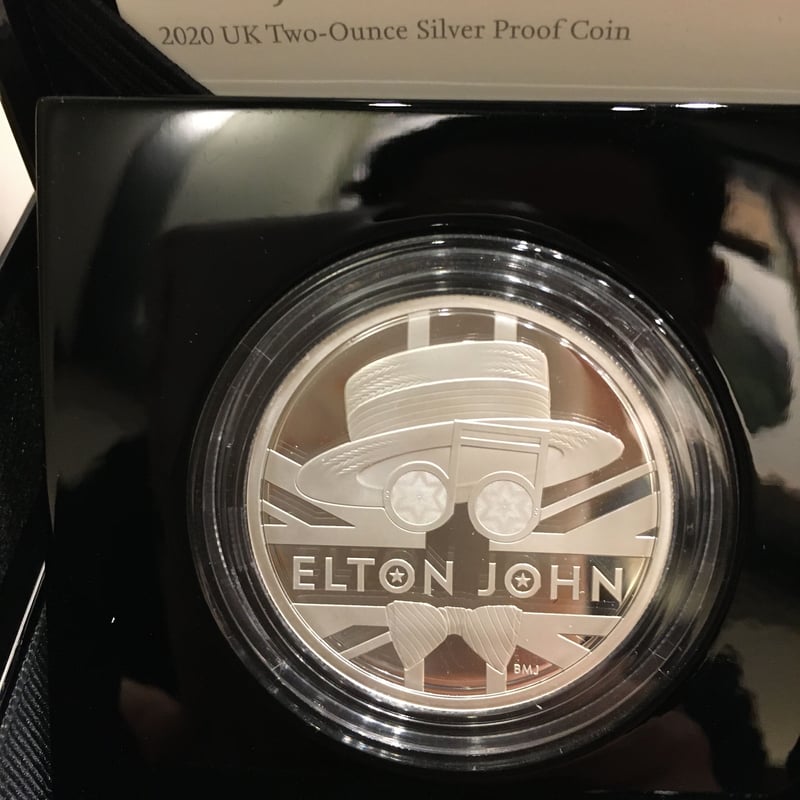 2020 UK Two-Ounce Silver Proof Coin
ELTON JOHN
BMJ